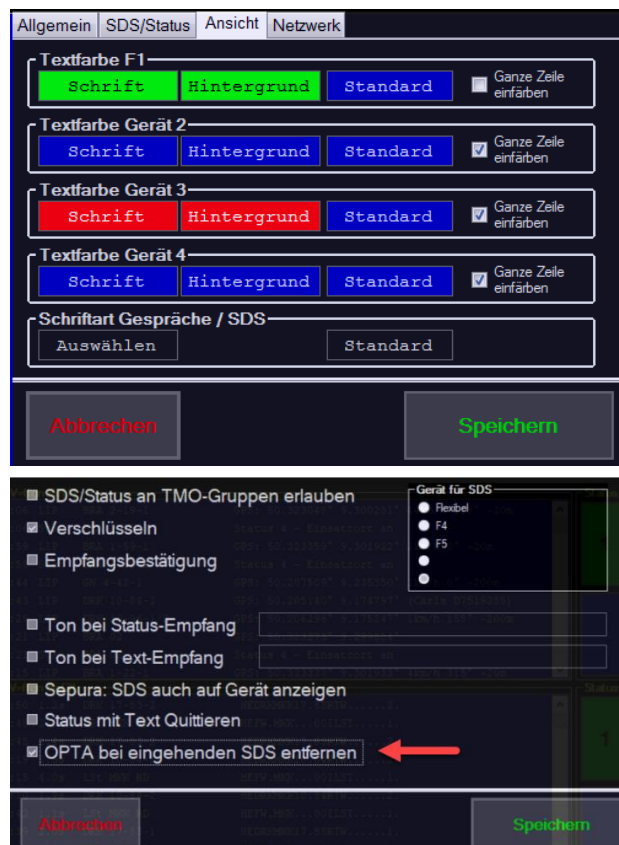 Allgemein SDS/Status Ansicht Netzwerk
Textfarbe F1
Schrift Hintergrund Standard Ganze Zeile
einfärben
Textfarbe Gerät 2
Schrift Hintergrund Standard Ganze Zeile
einfärben
Textfarbe Gerät 3
Schrift Hintergrund Standard Ganze Zeile
einfärben
Textfarbe Gerät 4
Schrift Hintergrund Standard Ganze Zeile
einfärben
Schriftart Gespräche / SDS
Auswählen Standard
Abbrechen Speichern
SDS/Status an TMO-Gruppen erlauben
Verschlüsseln
Empfangsbestätigung
Gerät für SDS
Flexibel
F4
F5
Ton bei Status-Empfang
Ton bei Text-Empfang
Sepura: SDS auch auf Gerät anzeigen
Status mit Text Quittieren
OPTA bei eingehenden SDS entfernen
Abbrechen Speichern